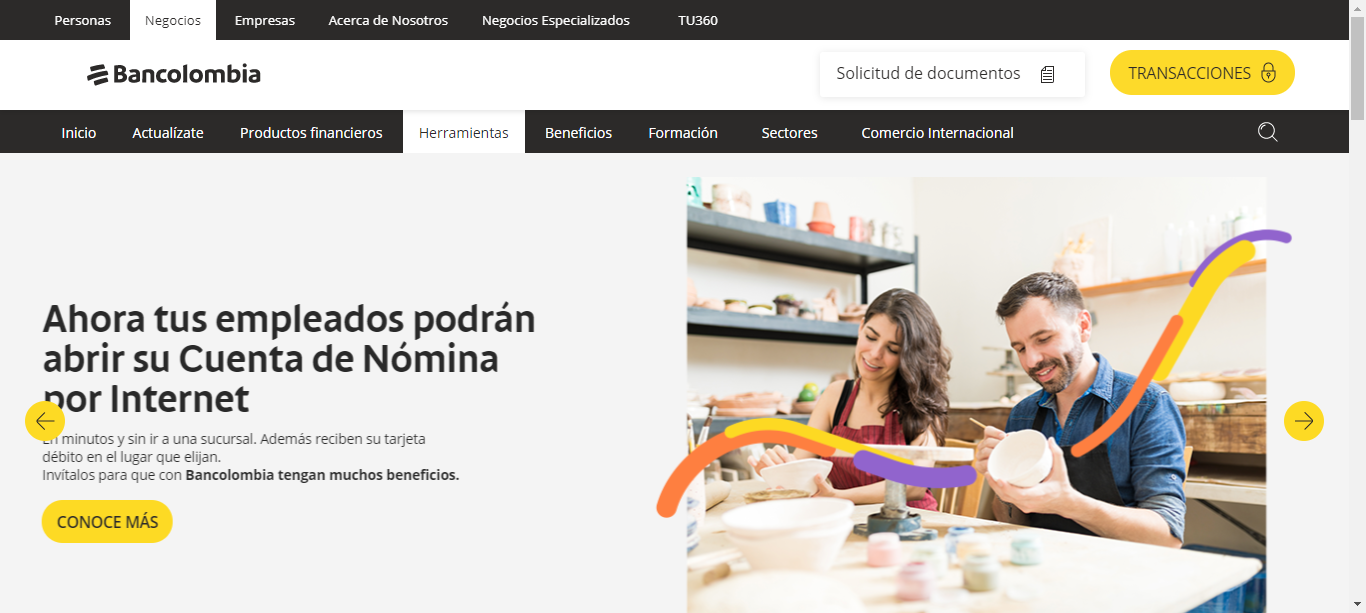 Personas Negocios Empresas Acerca de Nosotros Negocios Especializados TU360
Bancolombia Solicitud de documentos TRANSACCIONES
Inicio Actualízate Productos financieros Herramientas Beneficios Formación Sectores Comercio Internacional
Ahora tus empleados podrán
abrir su Cuenta de Nómina
por Internet
En minutos y sin ir a una sucursal. Además reciben su tarjeta
débito en el lugar que elijan.
Invítalos para que con Bancolombia tengan muchos beneficios.
CONOCE MÁS